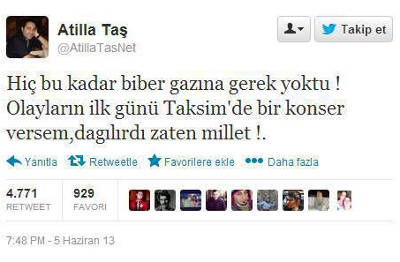 Atilla Taş
@AtillaTasNet
Takip et
Hiç bu kadar biber gazına gerek yoktu !
Olayların ilk günü Taksim'de bir konser
versem,dagılırdı zaten millet !.
Yanıtla Retweetle Favorilere ekle Daha fazla
4.771 929
RETWEET FAVORİ
7:48 PM - 5 Haziran 13